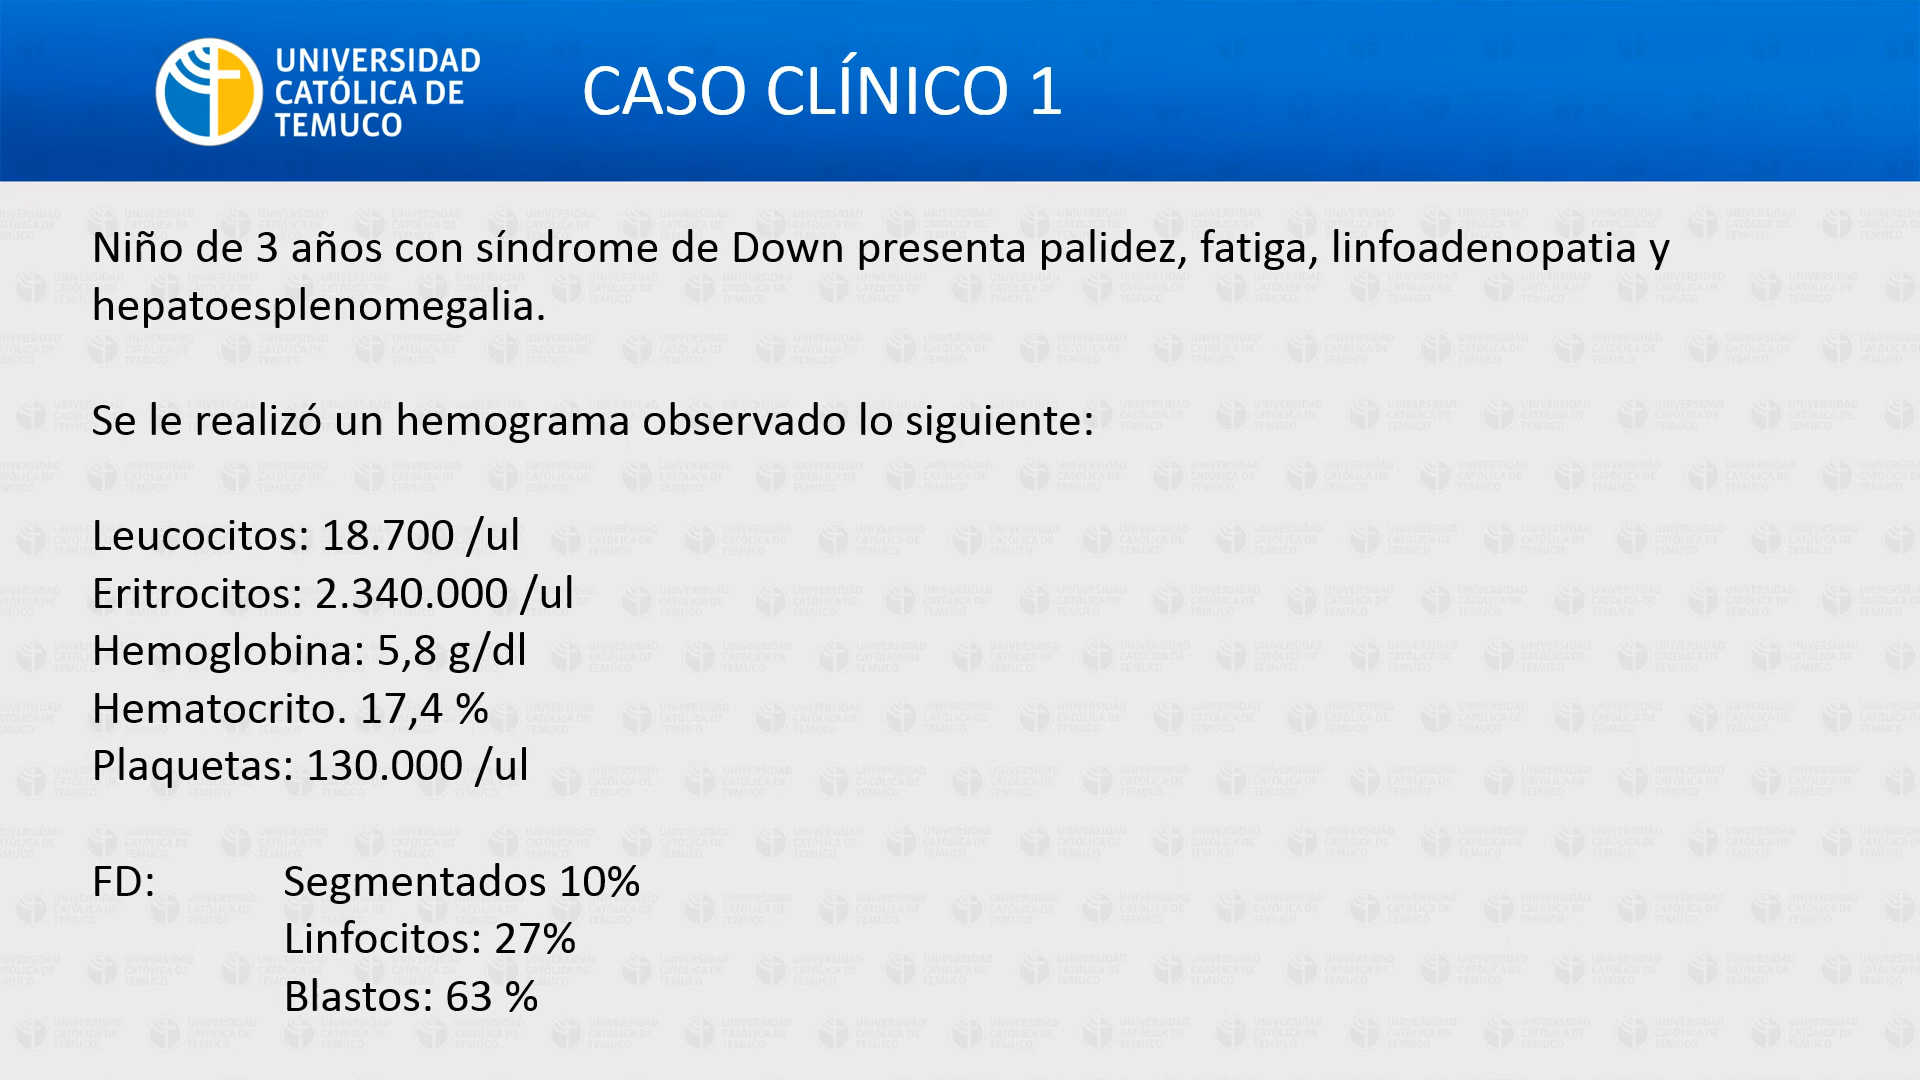 UNIVERSIDAD
CATÓLICA DE
TEMUCO
CASO CLÍNICO 1
Niño de 3 años con síndrome de Down presenta palidez, fatiga, linfoadenopatia y
hepatoesplenomegalia.
Se le realizó un hemograma observado lo siguiente:
Leucocitos: 18.700 /ul
Eritrocitos: 2.340.000 /ul
Hemoglobina: 5,8 g/dl
Hematocrito. 17,4 %
Plaquetas: 130.000 /ul
FD: Segmentados 10%
Linfocitos: 27%
Blastos: 63 %